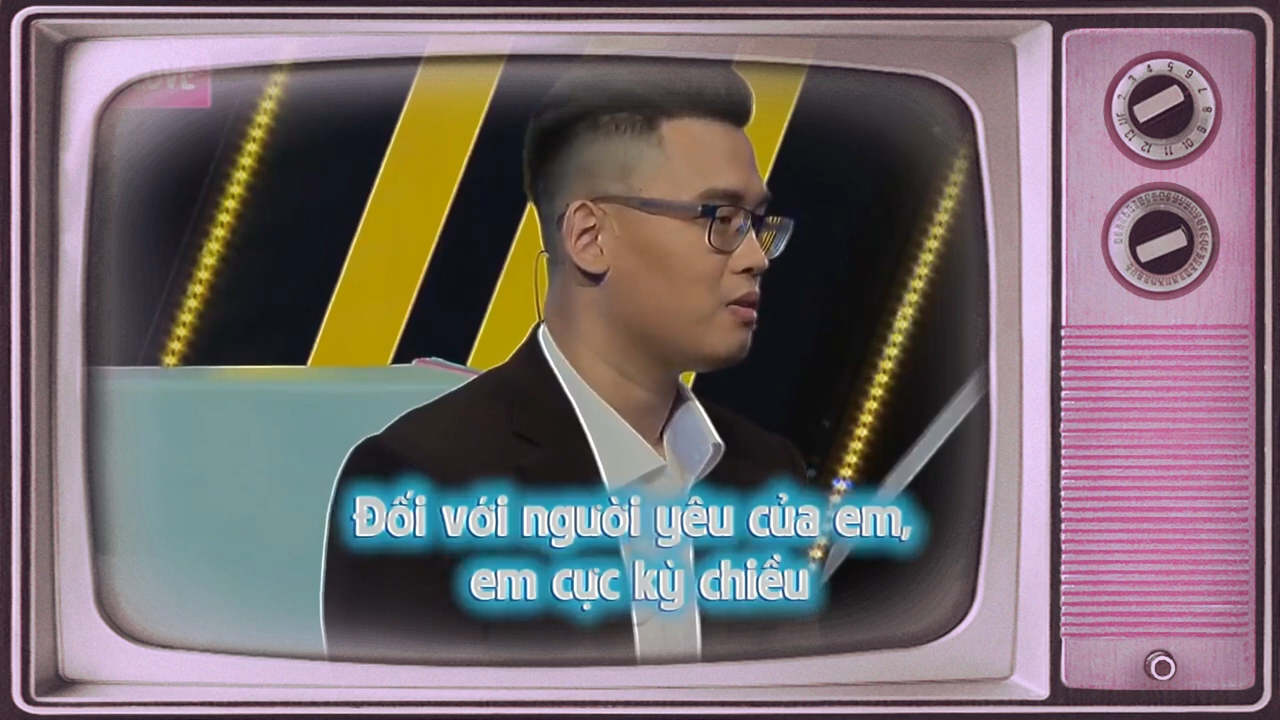 Đối với người yêu của em,
em cực kỳ chiều